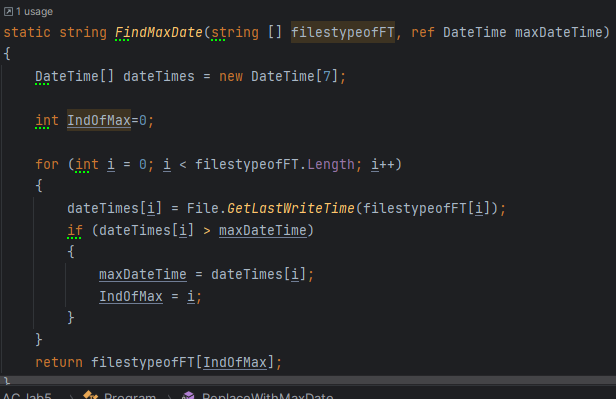 1 usage
static string FindMaxDate(string [] filestypeofFT, ref DateTime maxDateTime)
{
DateTime[] dateTimes = new DateTime[7];
int IndOfMax=0;
for (int i = 0; i < filestypeofFT.Length; i++)
{
dateTimes[i] = File.GetLastWriteTime(filestypeofFT[i]);
if (dateTimes[i] > maxDateTime)
{
maxDateTime = dateTimes[i];
IndOfMax = i;
}
}
return filestypeofFT[IndOfMax];
}
AC_lab5 > Program > ReplaceWithMaxDate